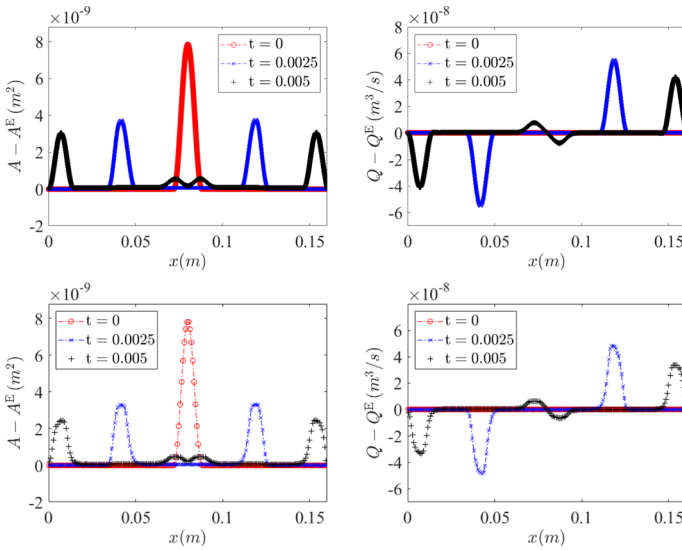 ×10⁻⁹
A − Aᴱ (m²)
8
6
4
2
0
-2
0
0.05
0.1
0.15
x(m)
t = 0
t = 0.0025
t = 0.005
×10⁻⁸
Q − Qᴱ (m³/s)
8
6
4
2
0
-2
-4
-6
0
0.05
0.1
0.15
x(m)
t = 0
t = 0.0025
t = 0.005
×10⁻⁹
A − Aᴱ (m²)
8
6
4
2
0
-2
0
0.05
0.1
0.15
x(m)
t = 0
t = 0.0025
t = 0.005
×10⁻⁸
Q − Qᴱ (m³/s)
6
4
2
0
-2
-4
-6
0
0.05
0.1
0.15
x(m)
t = 0
t = 0.0025
t = 0.005